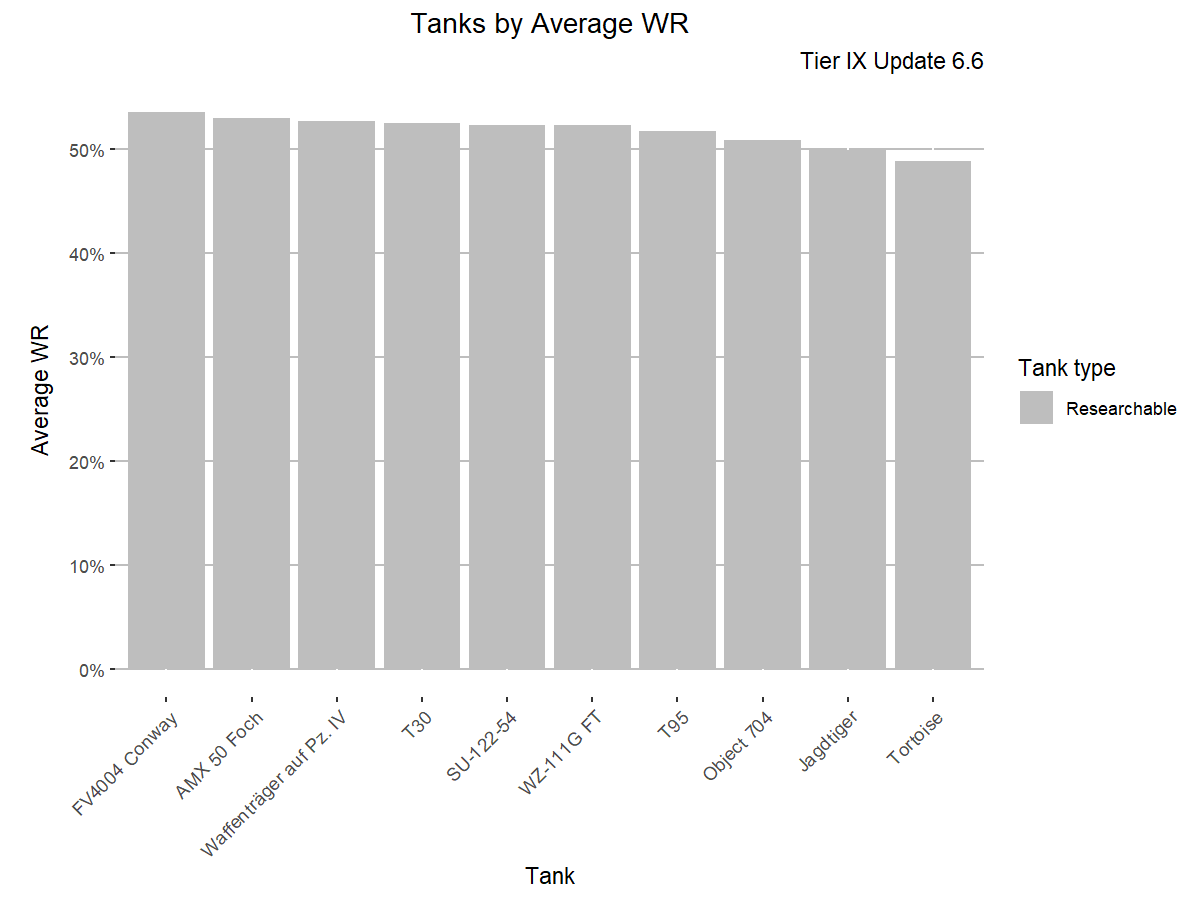 Tanks by Average WR
Tier IX Update 6.6
Average WR
50%
40%
30%
20%
10%
0%
FV4004 Conway
AMX 50 Foch
Waffenträger auf Pz. IV
T30
SU-122-54
WZ-111G FT
T95
Object 704
Jagdtiger
Tortoise
Tank
Tank type
Researchable